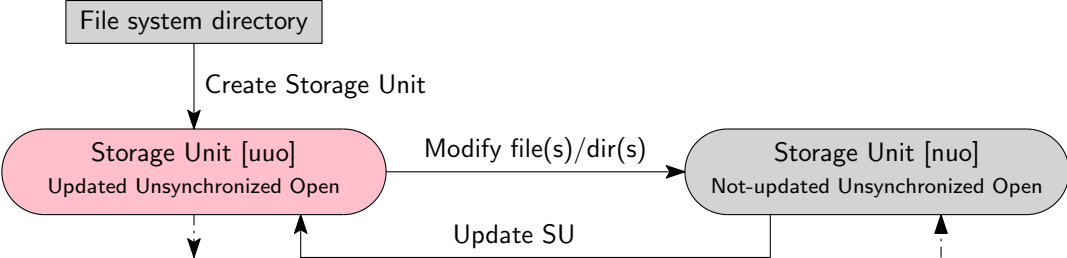 File system directory
Create Storage Unit
Storage Unit [uuo]
Updated Unsynchronized Open
Modify file(s)/dir(s)
Storage Unit [nuo]
Not-updated Unsynchronized Open
Update SU